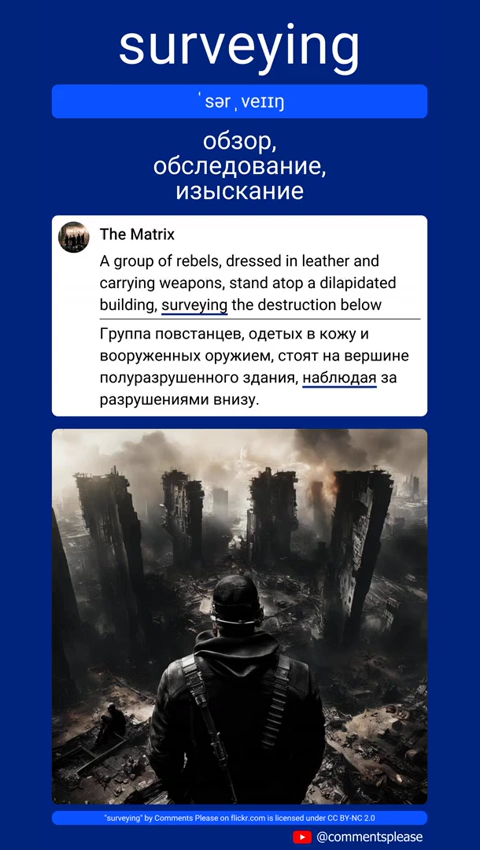 surveying
ˈsərˌveɪɪŋ
обзор,
обследование,
изыскание
The Matrix
A group of rebels, dressed in leather and
carrying weapons, stand atop a dilapidated
building, surveying the destruction below
Группа повстанцев, одетых в кожу и
вооруженных оружием, стоят на вершине
полуразрушенного здания, наблюдая за
разрушениями внизу.
"surveying" by Comments Please on flickr.com is licensed under CC BY-NC 2.0
@commentsplease